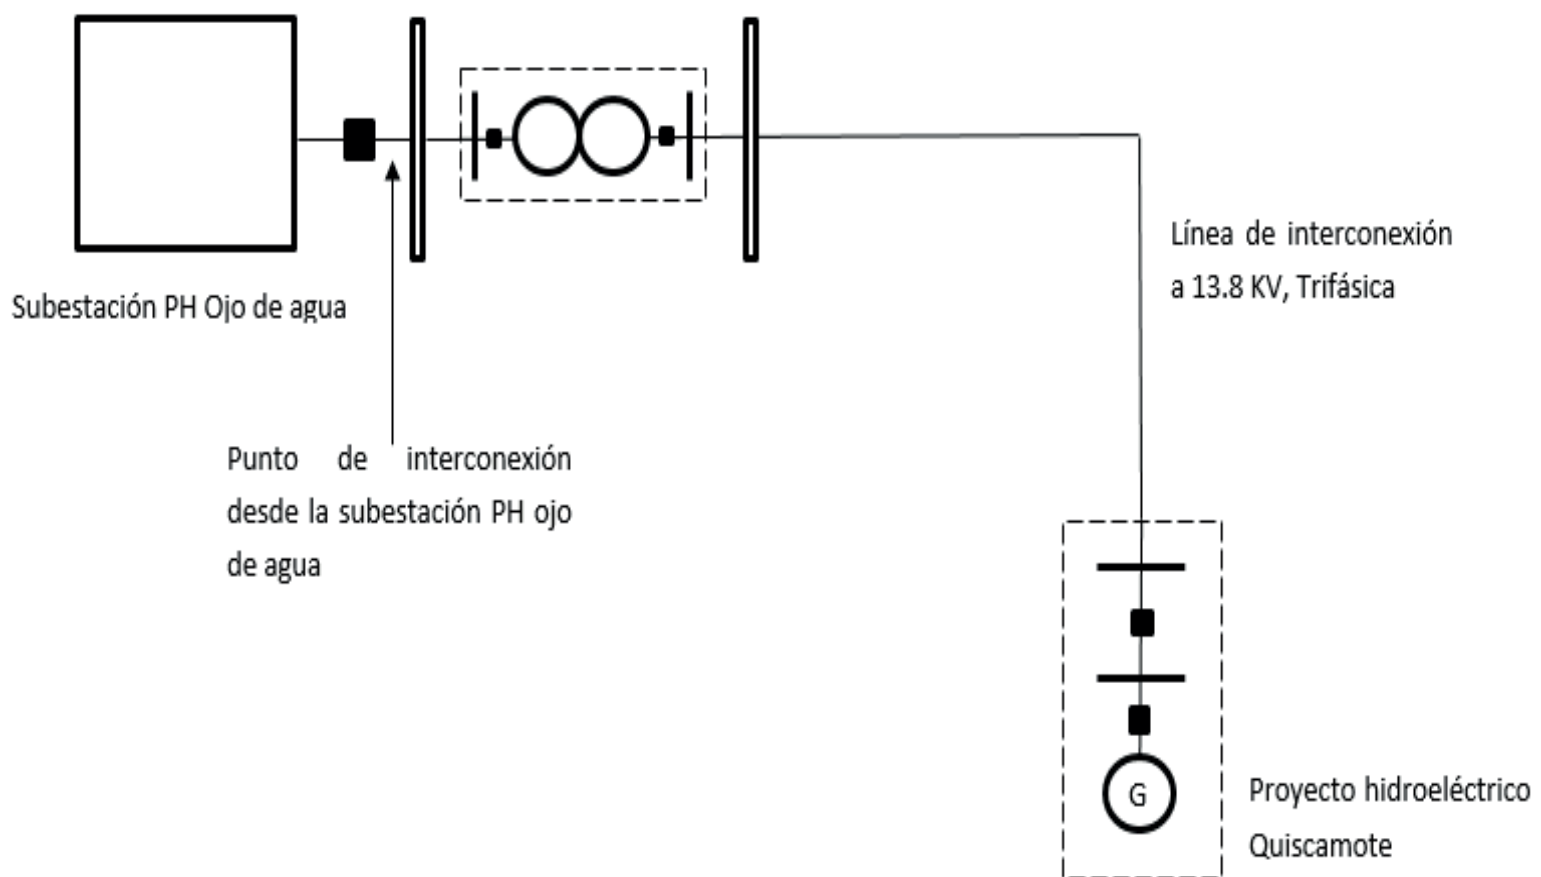 Subestación PH Ojo de agua
Línea de interconexión
a 13.8 KV, Trifásica
Punto de interconexión
desde la subestación PH ojo
de agua
G
Proyecto hidroeléctrico
Quiscamote